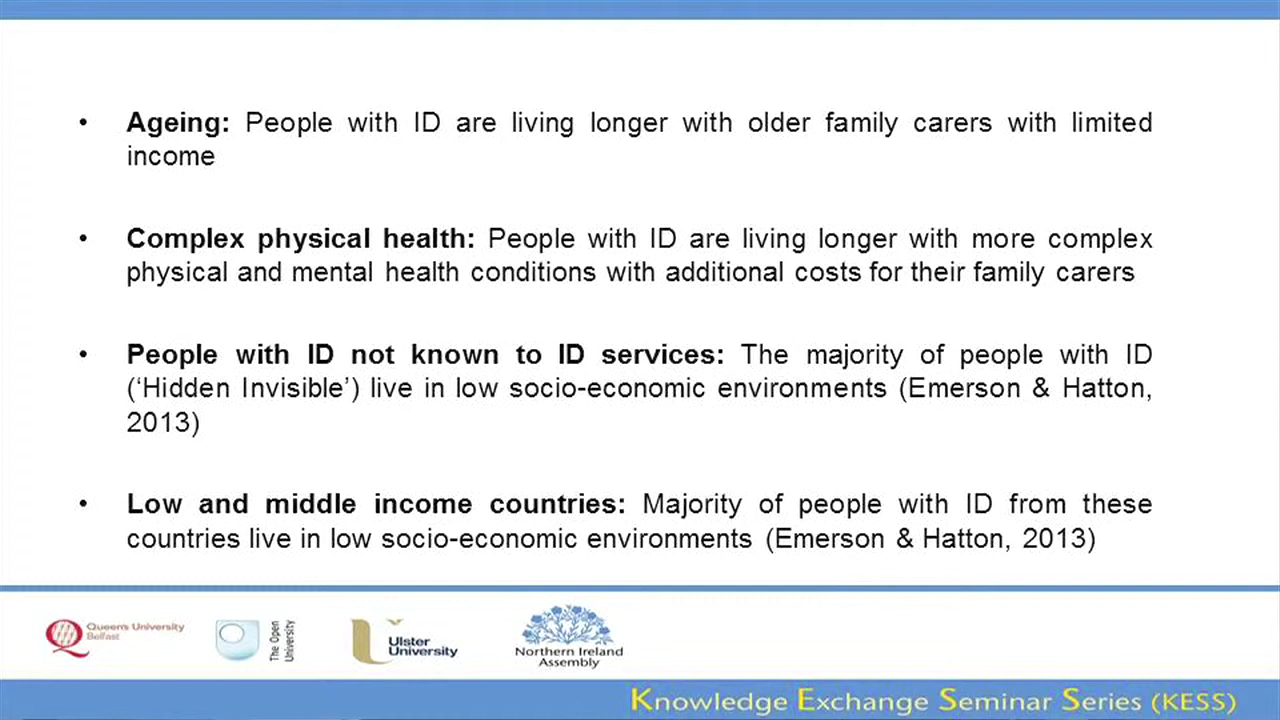 • Ageing: People with ID are living longer with older family carers with limited
income
• Complex physical health: People with ID are living longer with more complex
physical and mental health conditions with additional costs for their family carers
• People with ID not known to ID services: The majority of people with ID
(‘Hidden Invisible’) live in low socio-economic environments (Emerson & Hatton,
2013)
• Low and middle income countries: Majority of people with ID from these
countries live in low socio-economic environments (Emerson & Hatton, 2013)
Queen's University
Belfast
The Open
University
Ulster
University
Northern Ireland
Assembly
Knowledge Exchange Seminar Series (KESS)